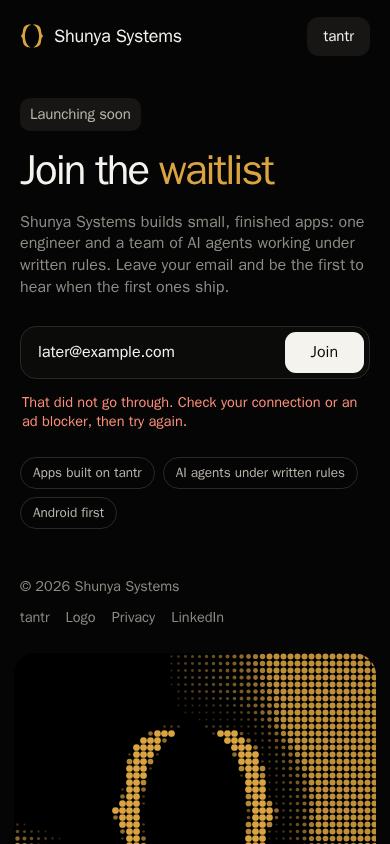 Shunya Systems
tantr
Launching soon
Join the waitlist
Shunya Systems builds small, finished apps: one
engineer and a team of AI agents working under
written rules. Leave your email and be the first to
hear when the first ones ship.
later@example.com
Join
That did not go through. Check your connection or an
ad blocker, then try again.
Apps built on tantr
AI agents under written rules
Android first
© 2026 Shunya Systems
tantr Logo Privacy LinkedIn